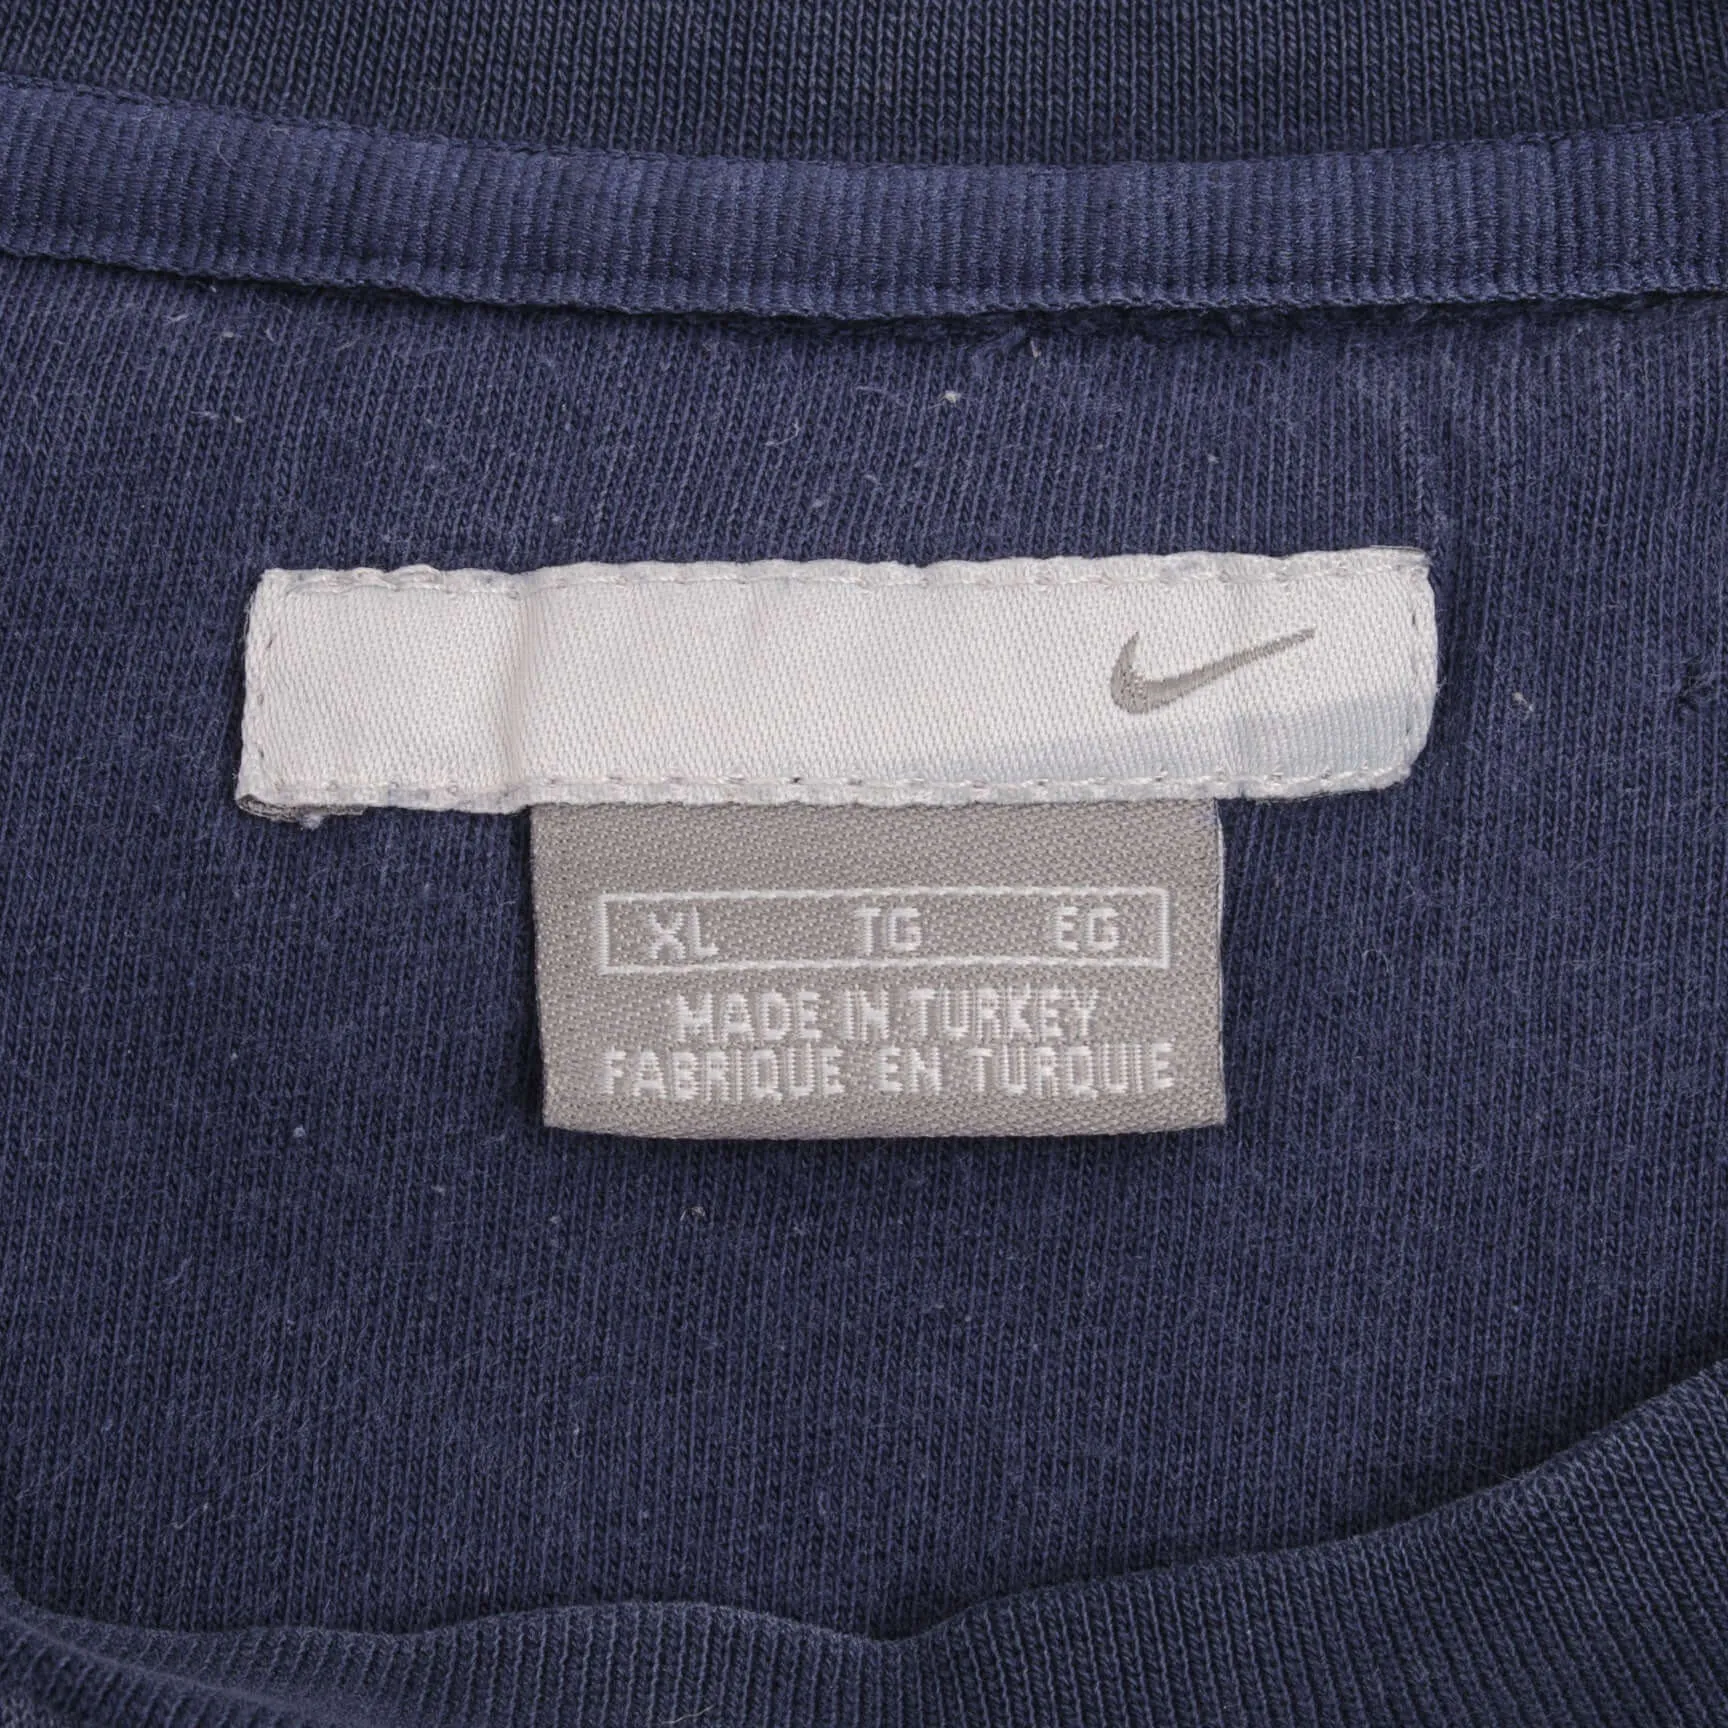 XL TG EG
MADE IN TURKEY
FABRIQUE EN TURQUIE